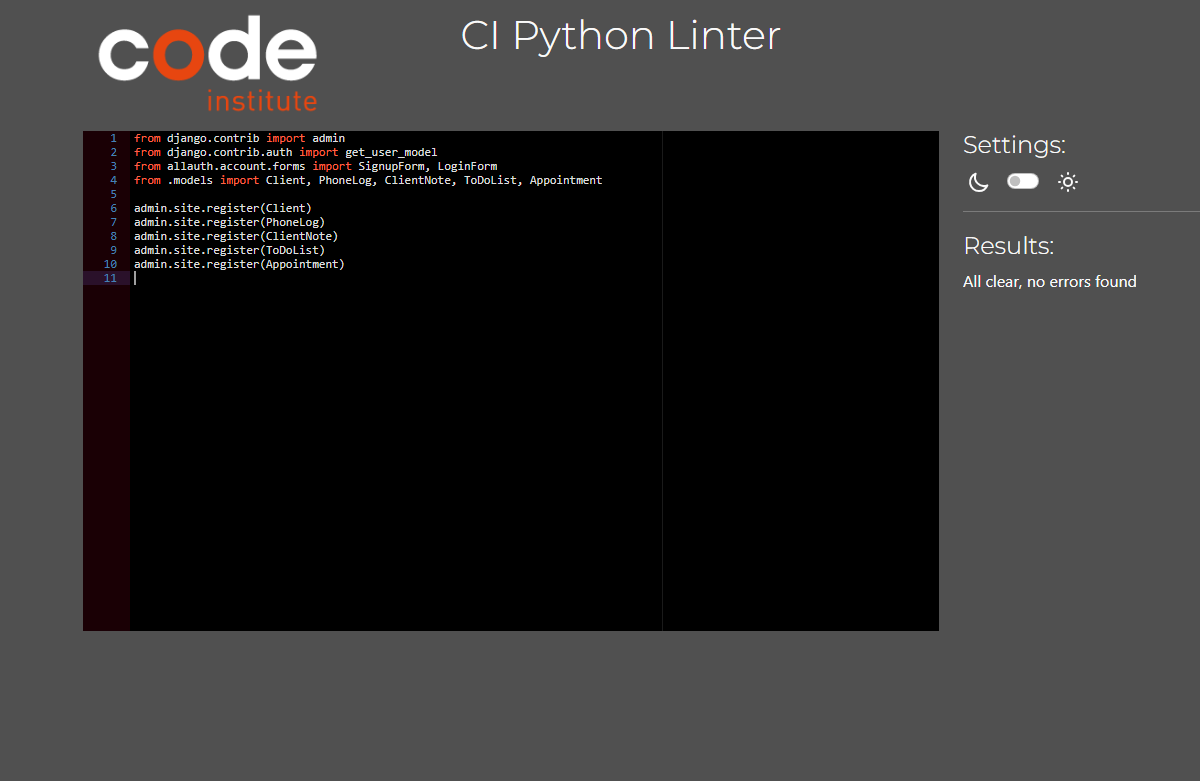 code
institute
CI Python Linter
1 from django.contrib import admin
2 from django.contrib.auth import get_user_model
3 from allauth.account.forms import SignupForm, LoginForm
4 from .models import Client, PhoneLog, ClientNote, ToDoList, Appointment
5
6 admin.site.register(Client)
7 admin.site.register(PhoneLog)
8 admin.site.register(ClientNote)
9 admin.site.register(ToDoList)
10 admin.site.register(Appointment)
11
Settings:
Results:
All clear, no errors found